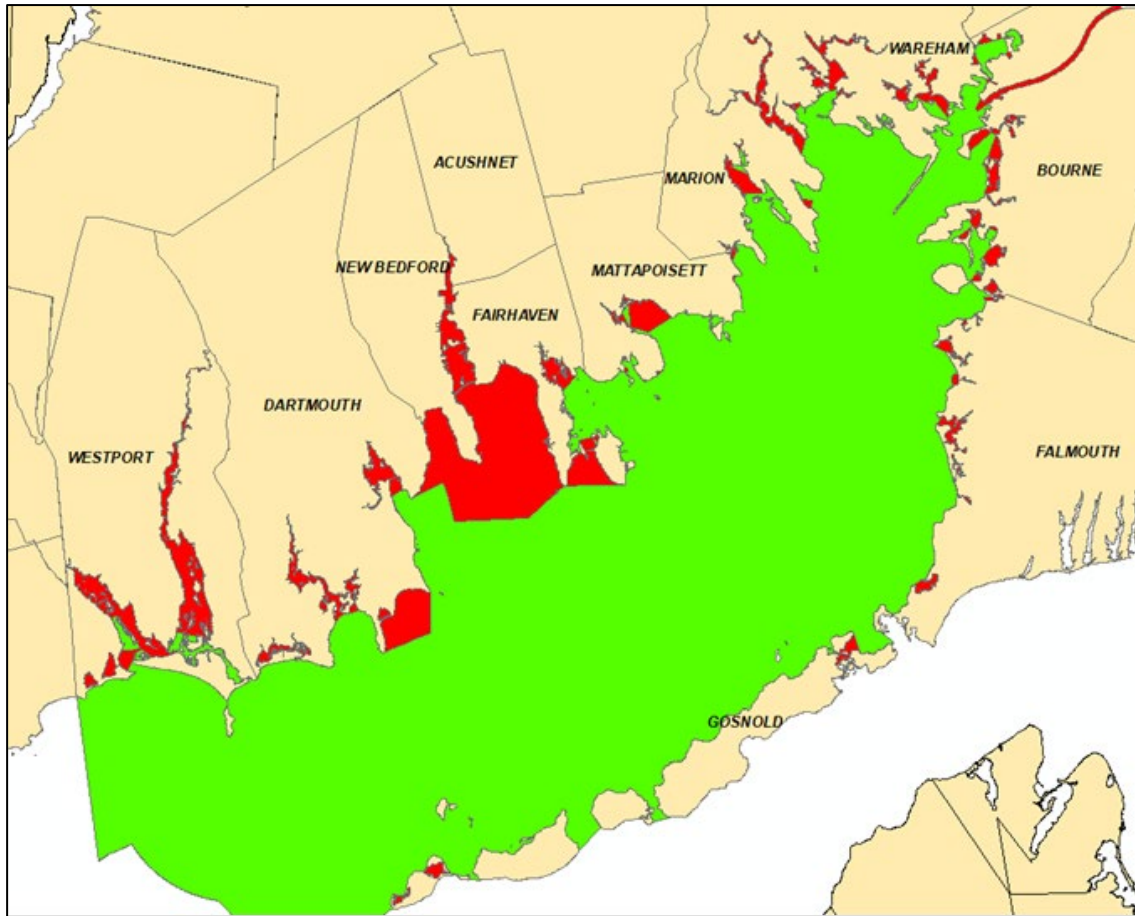 WAREHAM
ACUSHNET
BOURNE
MARION
NEW BEDFORD
MATTAPOISETT
FAIRHAVEN
DARTMOUTH
WESTPORT
FALMOUTH
GOSNOLD